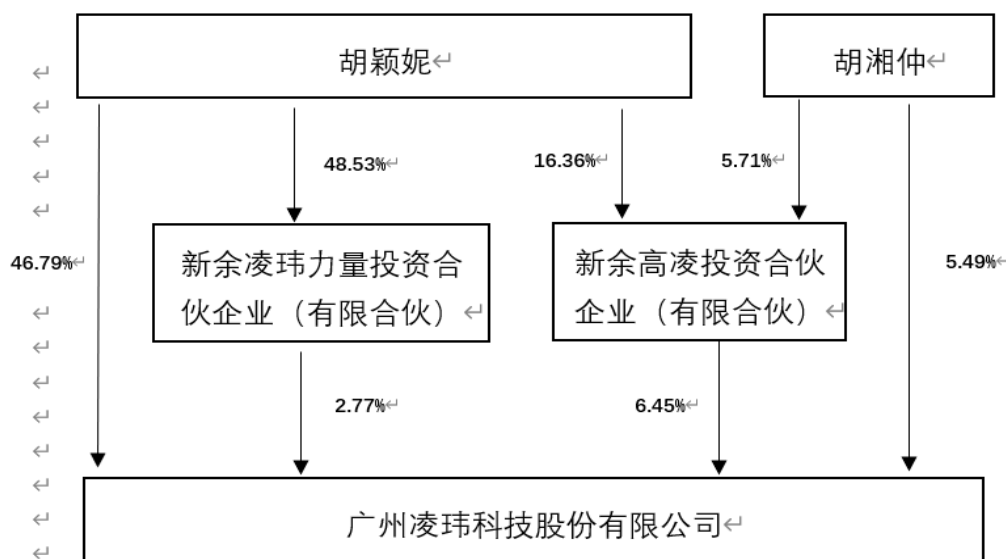 胡颖妮
胡湘仲
48.53%
16.36%
5.71%
46.79%
新余凌玮力量投资合
伙企业（有限合伙）
新余高凌投资合伙
企业（有限合伙）
5.49%
2.77%
6.45%
广州凌玮科技股份有限公司